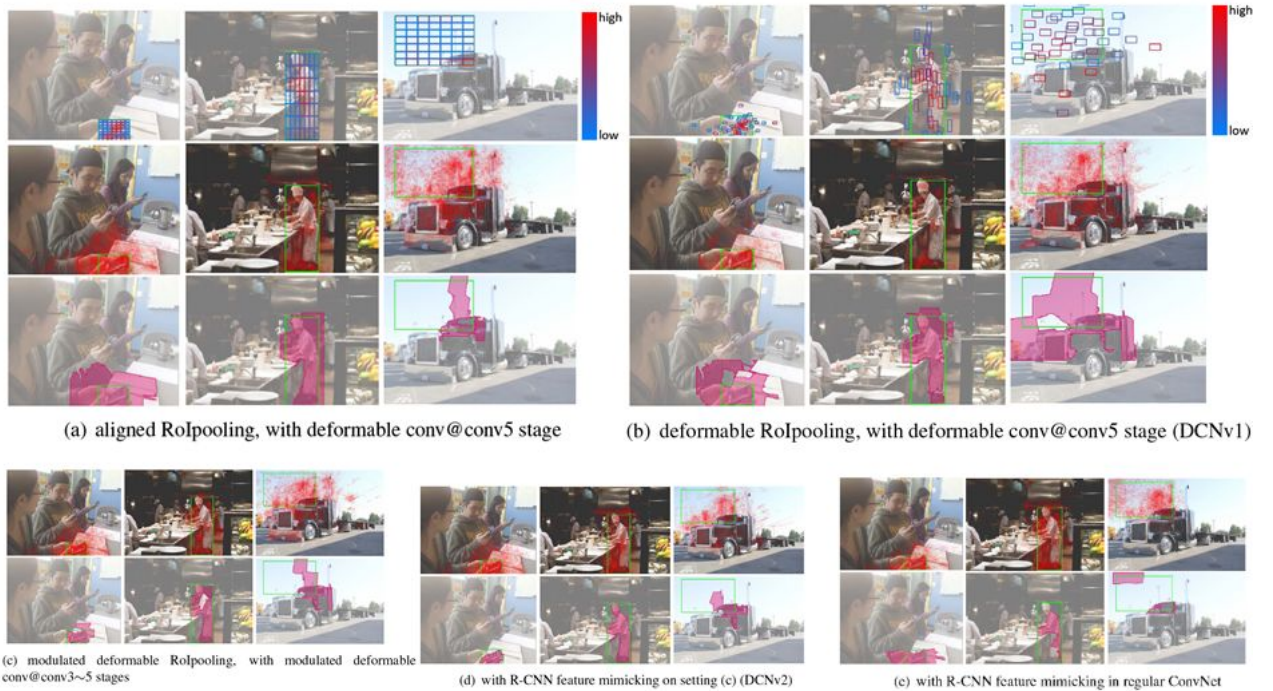 high
low
high
low
(a) aligned RoIpooling, with deformable conv@conv5 stage
(b) deformable RoIpooling, with deformable conv@conv5 stage (DCNv1)
(c) modulated deformable RoIpooling, with modulated deformable
conv@conv3~5 stages
(d) with R-CNN feature mimicking on setting (c) (DCNv2)
(e) with R-CNN feature mimicking in regular ConvNet